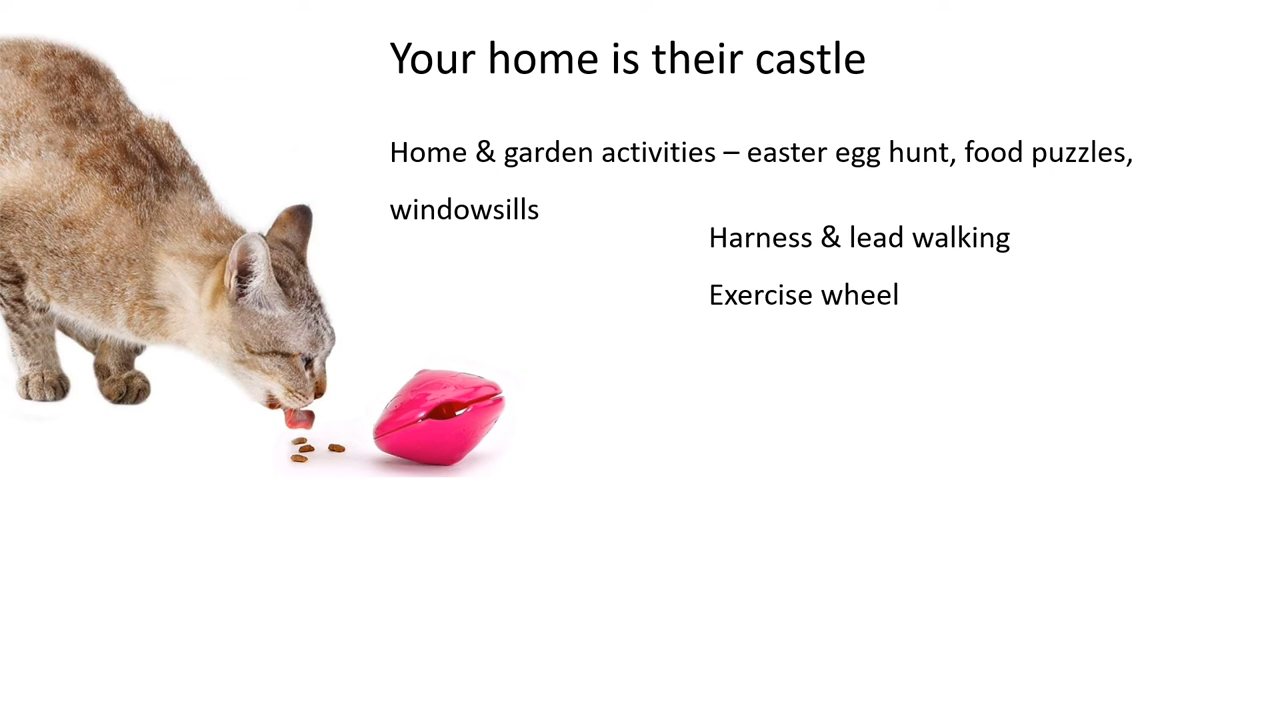 Your home is their castle
Home & garden activities – easter egg hunt, food puzzles,
windowsills
Harness & lead walking
Exercise wheel